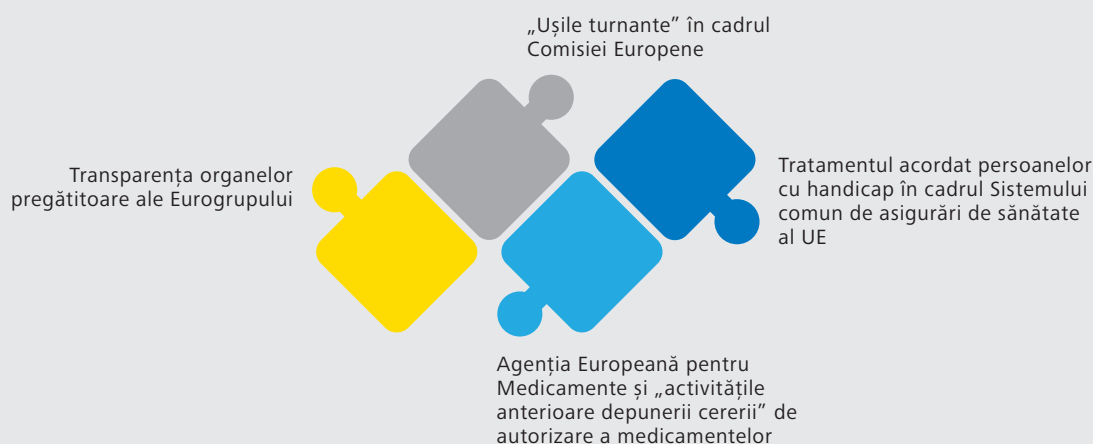 „Ușile turnante” în cadrul
Comisiei Europene
Transparența organelor
pregătitoare ale Eurogrupului
Tratamentul acordat persoanelor
cu handicap în cadrul Sistemului
comun de asigurări de sănătate
al UE
Agenția Europeană pentru
Medicamente și „activitățile
anterioare depunerii cererii” de
autorizare a medicamentelor